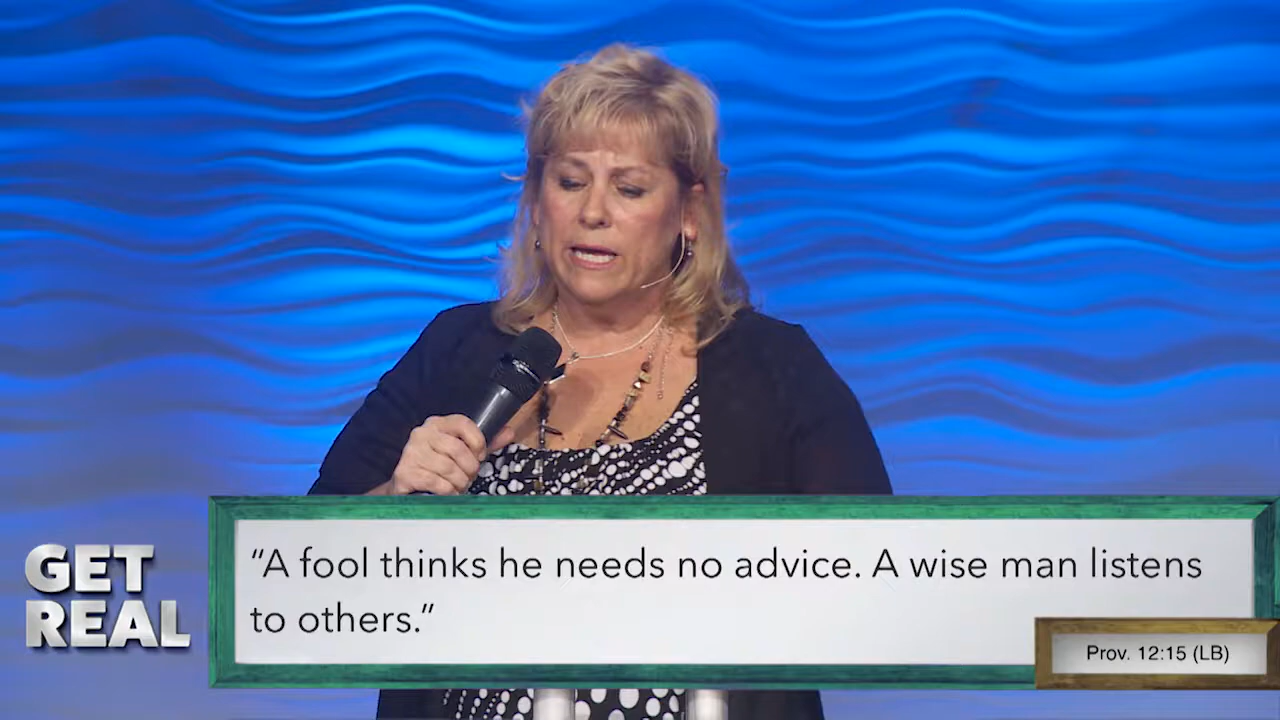 GET
REAL
“A fool thinks he needs no advice. A wise man listens
to others.”
Prov. 12:15 (LB)